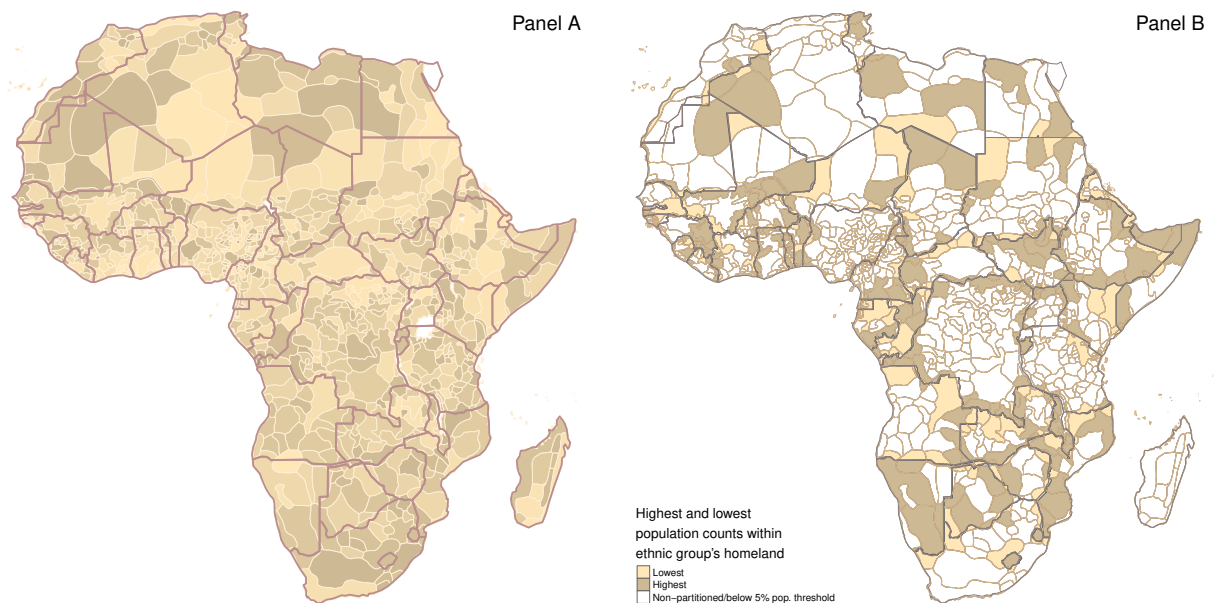 Panel A
Panel B
Highest and lowest
population counts within
ethnic group's homeland
Lowest
Highest
Non−partitioned/below 5% pop. threshold